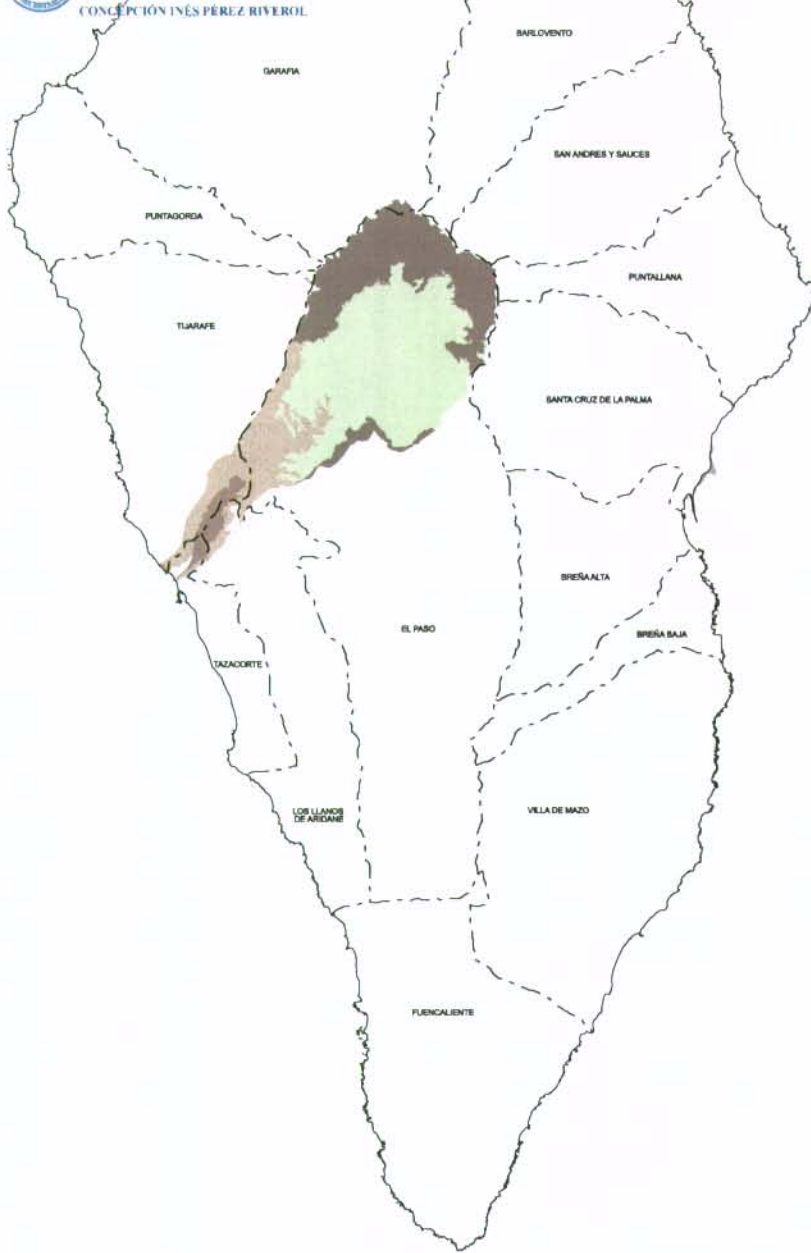 CONCEPCIÓN INÉS PÉREZ RIVEROL
BARLOVENTO
GARAFIA
SAN ANDRES Y SAUCES
PUNTAGORDA
PUNTALLANA
TIJARAFE
SANTA CRUZ DE LA PALMA
BREÑA ALTA
EL PASO
BREÑA BAJA
TAZACORTE
LOS LLANOS
DE ARIDANE
VILLA DE MAZO
FUENCALIENTE